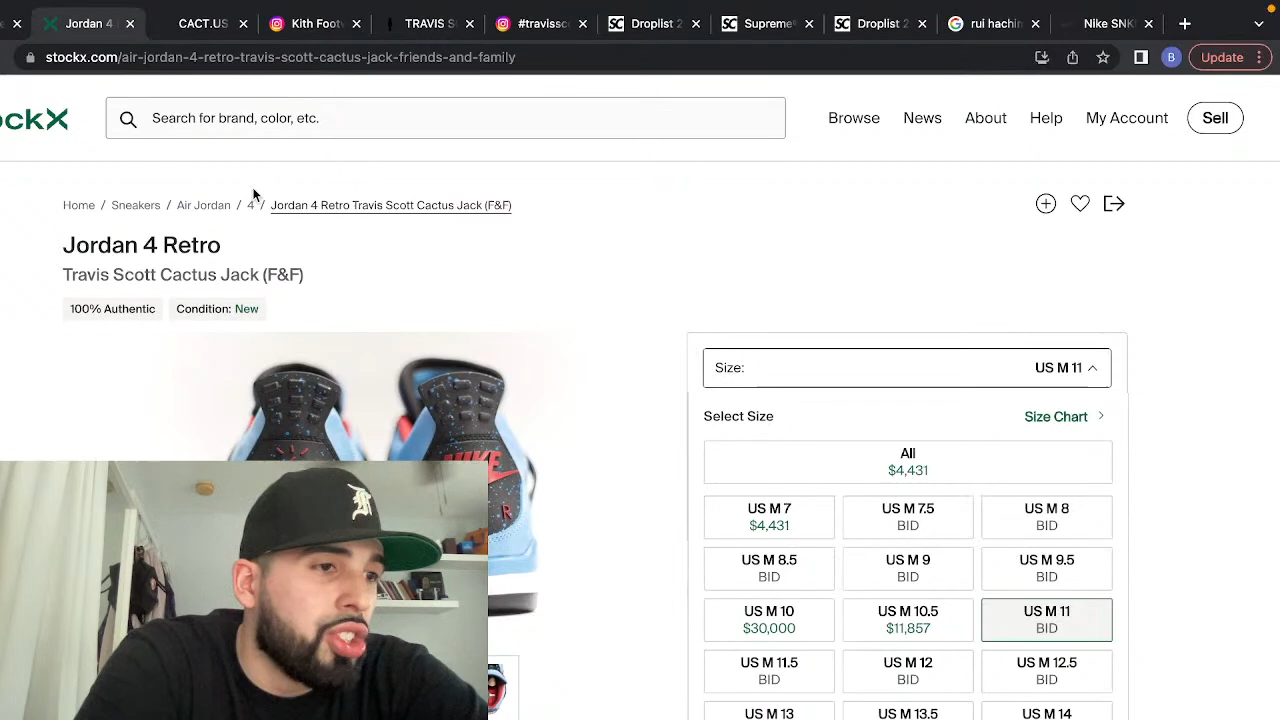 Jordan 4
CACT.US
Kith Footv
TRAVIS S
#travissc
Droplist 2
Supreme®
Droplist 2
rui hachim
Nike SNK
stockx.com/air-jordan-4-retro-travis-scott-cactus-jack-friends-and-family
B
Update
ockX
Search for brand, color, etc.
Browse
News
About
Help
My Account
Sell
Home / Sneakers / Air Jordan / 4 / Jordan 4 Retro Travis Scott Cactus Jack (F&F)
Jordan 4 Retro
Travis Scott Cactus Jack (F&F)
100% Authentic
Condition: New
NIKE
R
Size:
US M 11
Select Size
Size Chart
All
$4,431
US M 7
$4,431
US M 7.5
BID
US M 8
BID
US M 8.5
BID
US M 9
BID
US M 9.5
BID
US M 10
$30,000
US M 10.5
$11,857
US M 11
BID
US M 11.5
BID
US M 12
BID
US M 12.5
BID
US M 13
US M 13.5
US M 14